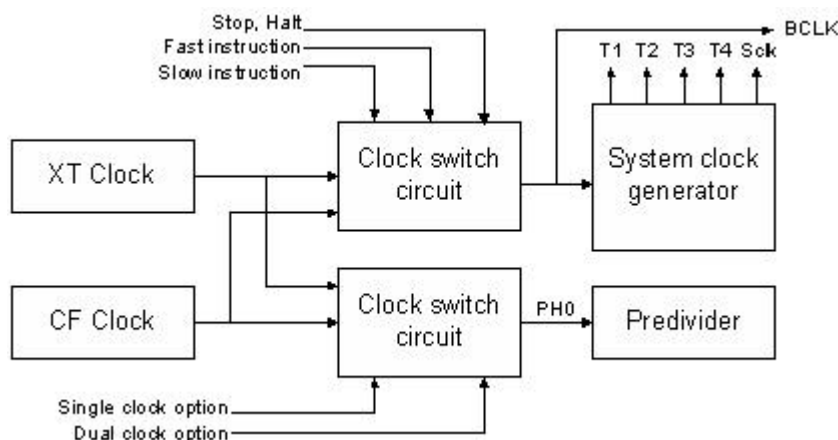 Stop, Halt
Fast instruction
Slow instruction
BCLK
T1 T2 T3 T4 Sclk
XT Clock
Clock switch
circuit
System clock
generator
CF Clock
Clock switch
circuit
PH0
Predivider
Single clock option
Dual clock option